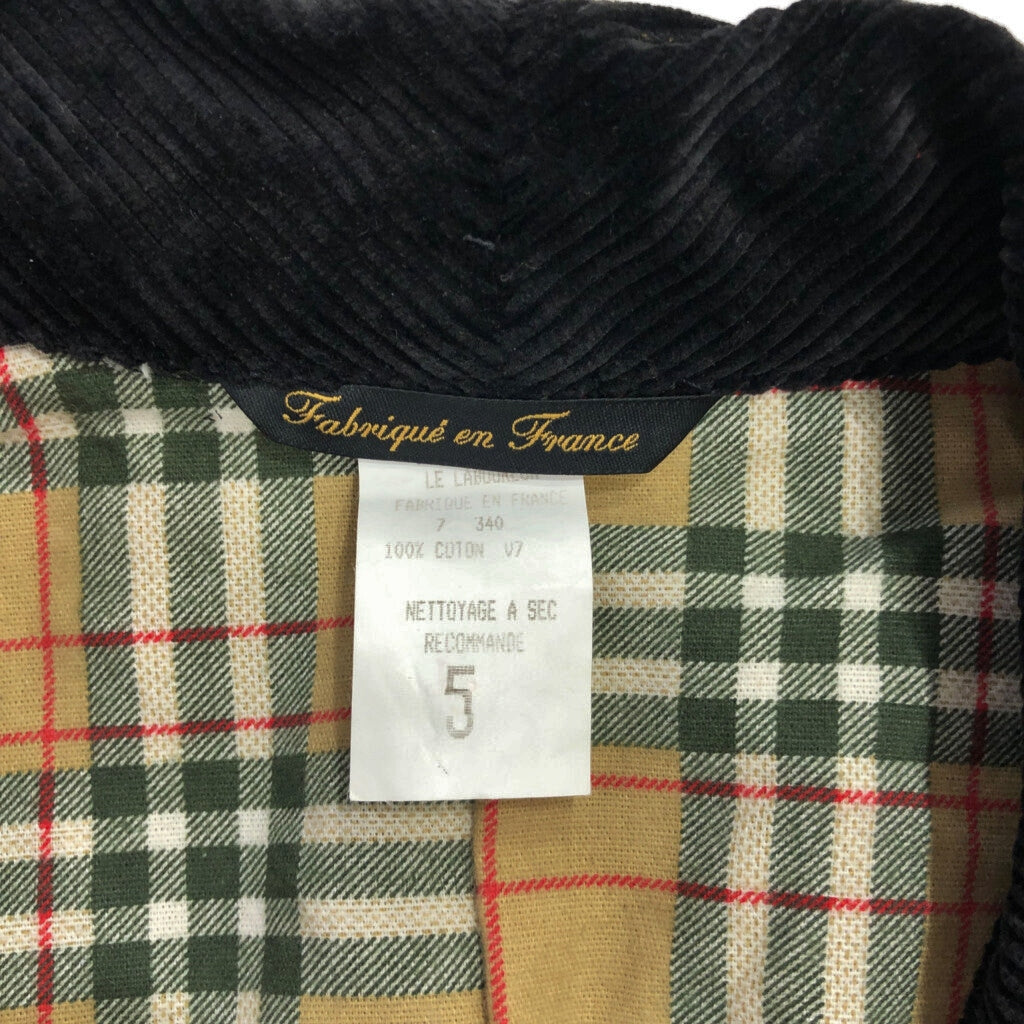 Fabriqué en France
LE LABOUREUR
FABRIQUE EN FRANCE
7 340
100% COTON V7
NETTOYAGE A SEC
RECOMMANDE
5